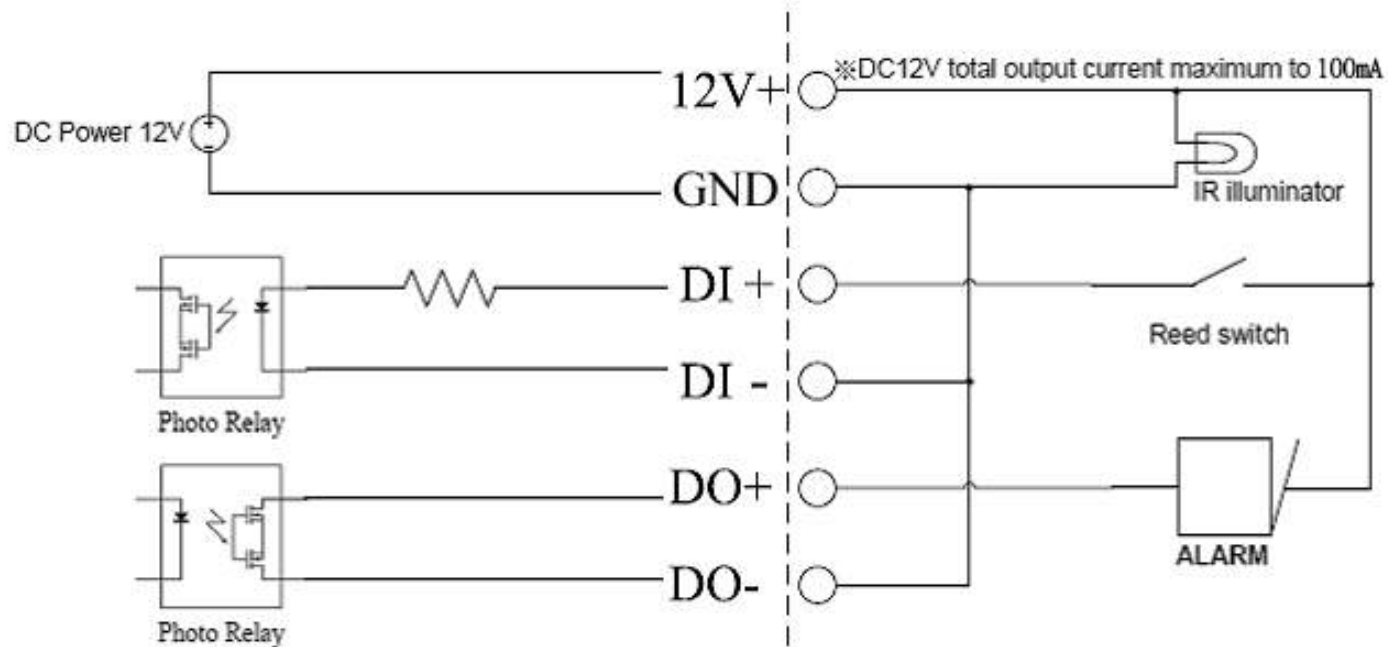 ※DC12V total output current maximum to 100mA
12V+
DC Power 12V
GND
IR illuminator
DI +
Reed switch
DI -
Photo Relay
DO+
ALARM
DO-
Photo Relay